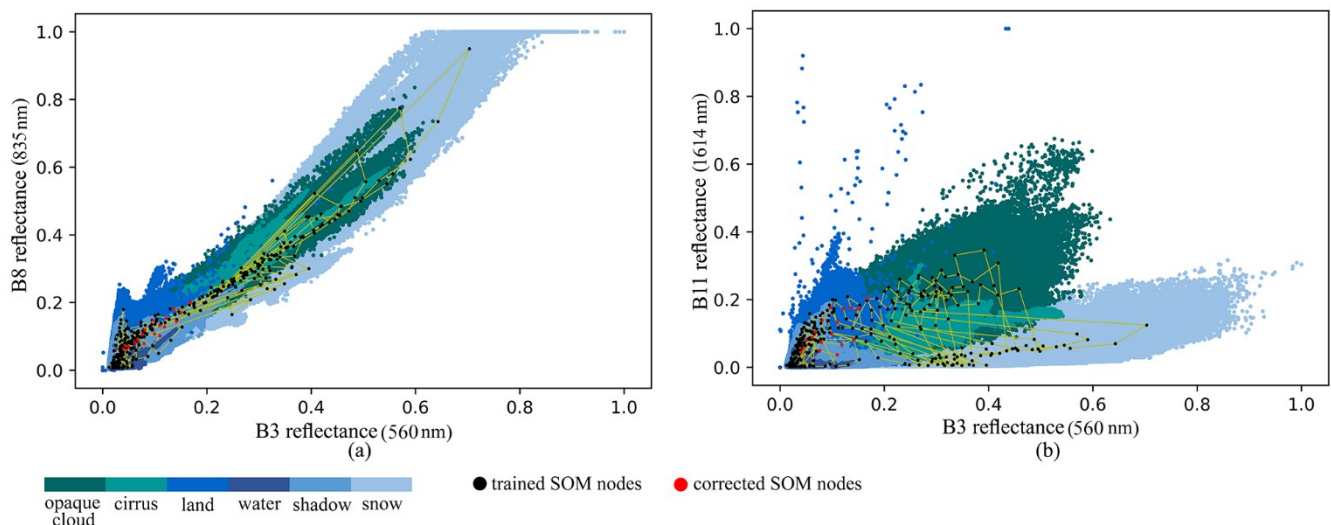 1.0
0.8
0.6
0.4
0.2
0.0
B8 reflectance (835 nm)
0.0 0.2 0.4 0.6 0.8 1.0
B3 reflectance (560 nm)
(a)
1.0
0.8
0.6
0.4
0.2
0.0
B11 reflectance (1614 nm)
0.0 0.2 0.4 0.6 0.8 1.0
B3 reflectance (560 nm)
(b)
opaque cirrus land water shadow snow
cloud
trained SOM nodes
corrected SOM nodes